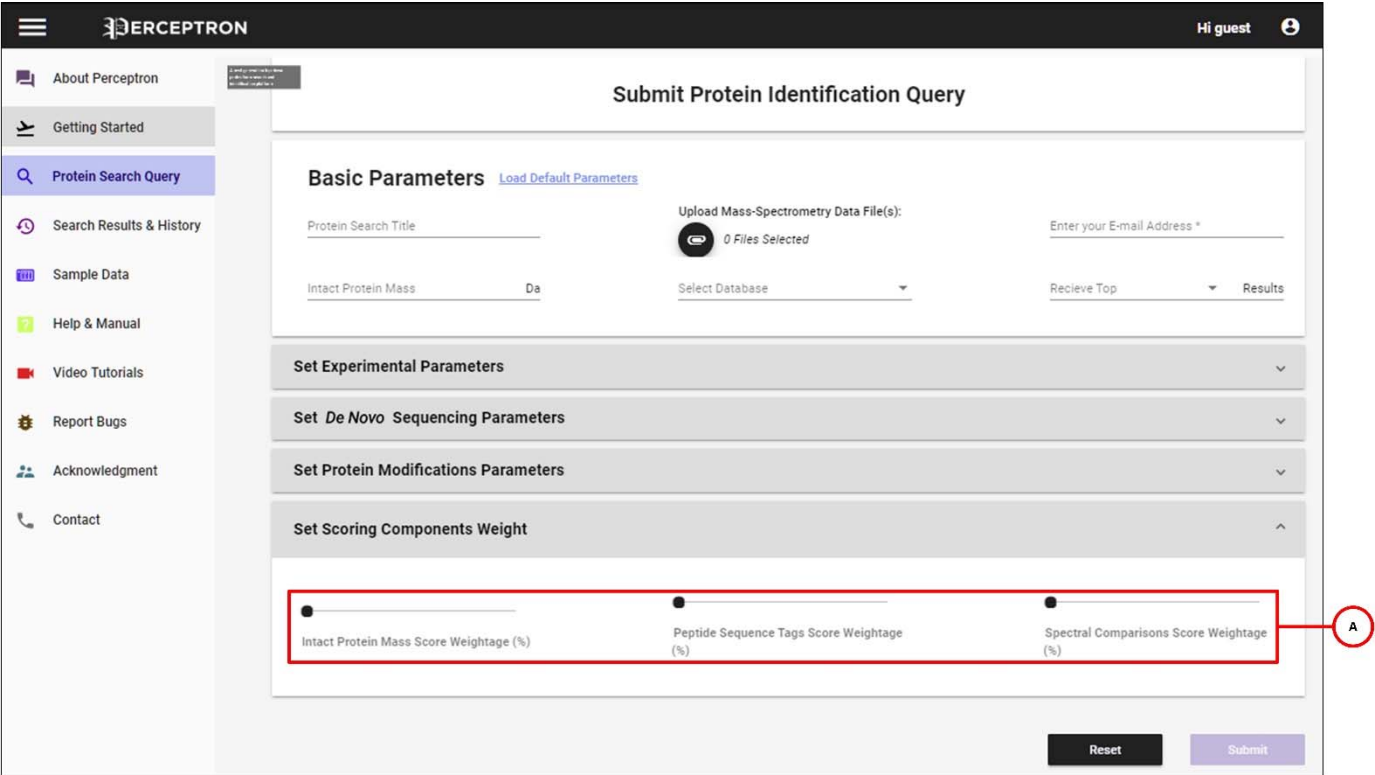 PERCEPTRON
Hi guest
About Perceptron
Getting Started
Protein Search Query
Search Results & History
Sample Data
Help & Manual
Video Tutorials
Report Bugs
Acknowledgment
Contact
Submit Protein Identification Query
Basic Parameters Load Default Parameters
Protein Search Title
Upload Mass-Spectrometry Data File(s):
0 Files Selected
Enter your E-mail Address *
Intact Protein Mass Da
Select Database
Recieve Top Results
Set Experimental Parameters
Set De Novo Sequencing Parameters
Set Protein Modifications Parameters
Set Scoring Components Weight
Intact Protein Mass Score Weightage (%)
Peptide Sequence Tags Score Weightage
(%)
Spectral Comparisons Score Weightage
(%)
A
Reset
Submit